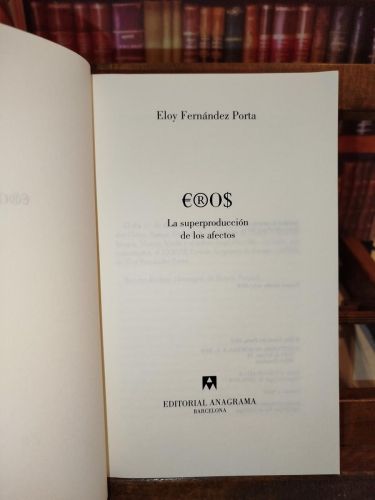 Eloy Fernández Porta
€®O$
La superproducción
de los afectos
EDITORIAL ANAGRAMA
BARCELONA